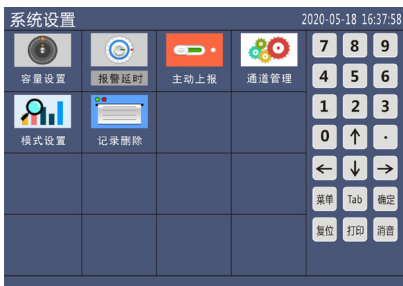 系统设置 2020-05-18 16:37:58
容量设置 报警延时 主动上报 通道管理
模式设置 记录删除
7 8 9
4 5 6
1 2 3
0 ↑ ·
← ↓ →
菜单 Tab 确定
复位 打印 消音